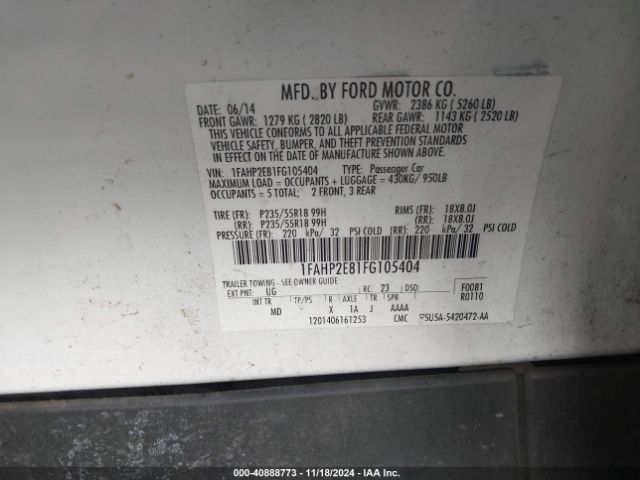 MFD. BY FORD MOTOR CO.
DATE: 06/14 GVWR: 2386 KG ( 5260 LB)
FRONT GAWR: 1279 KG ( 2820 LB) REAR GAWR: 1143 KG ( 2520 LB)
THIS VEHICLE CONFORMS TO ALL APPLICABLE FEDERAL MOTOR
VEHICLE SAFETY, BUMPER, AND THEFT PREVENTION STANDARDS
IN EFFECT ON THE DATE OF MANUFACTURE SHOWN ABOVE.
VIN: 1FAHP2E81FG105404 TYPE: Passenger Car
MAXIMUM LOAD = OCCUPANTS + LUGGAGE = 430KG/ 950LB
OCCUPANTS = 5 TOTAL; 2 FRONT, 3 REAR
TIRE (FR): P235/55R18 99H RIMS (FR): 18X8.0J
(RR): P235/55R18 99H (RR): 18X8.0J
PRESSURE (FR): 220 kPa/ 32 PSI COLD (RR) 220 kPa/ 32 PSI COLD
1FAHP2E81FG105404
TRAILER TOWING - SEE OWNER GUIDE
EXT PNT: UG RC: 23 DSO: F0081
R0110
INT TR TP/PS R AXLE TR SPR
MD - X 1A J AAAA
1201406161253 CMC 5U5A-5420472-AA
000-40888773 - 11/18/2024 - IAAI.COM